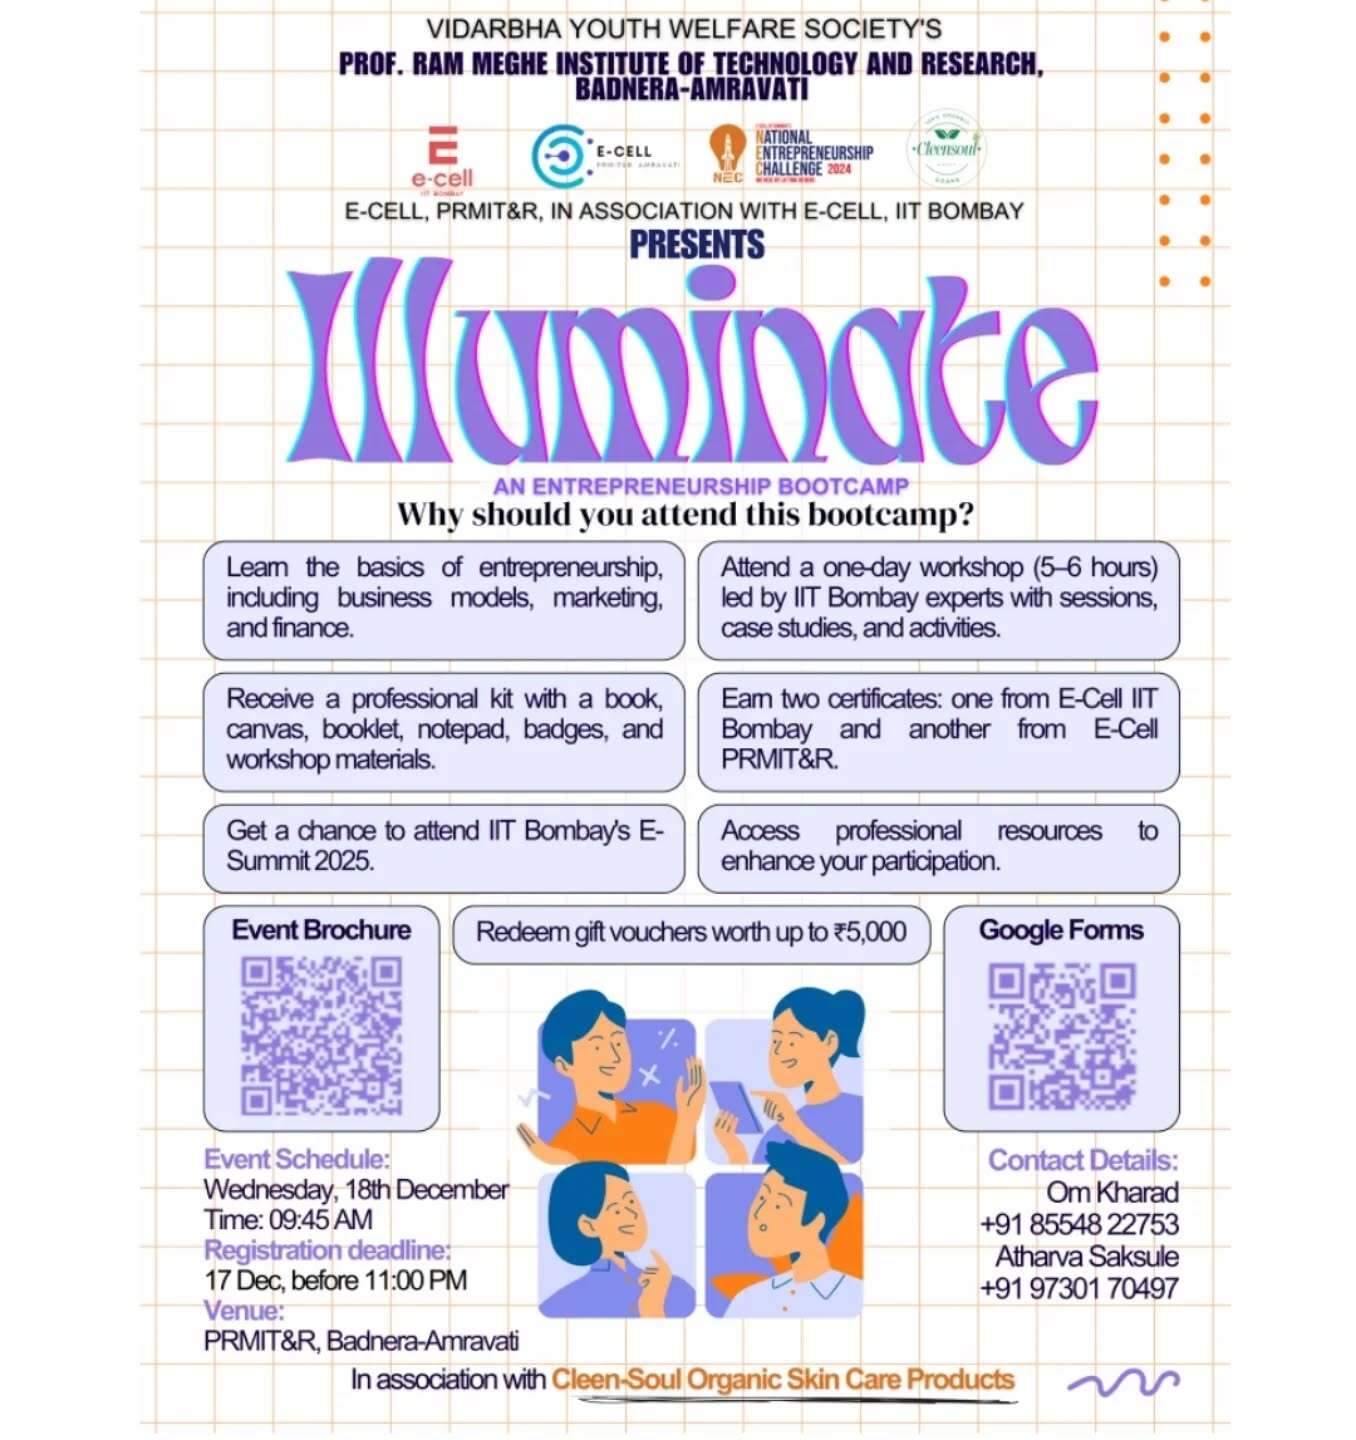 VIDARBHA YOUTH WELFARE SOCIETY'S
PROF. RAM MEGHE INSTITUTE OF TECHNOLOGY AND RESEARCH,
BADNERA-AMRAVATI
e-cell
IIT BOMBAY
E-CELL
PRMIT&R AMRAVATI
NEC
NATIONAL
ENTREPRENEURSHIP
CHALLENGE 2024
Cleensoul
E-CELL, PRMIT&R, IN ASSOCIATION WITH E-CELL, IIT BOMBAY
PRESENTS
Illuminate
AN ENTREPRENEURSHIP BOOTCAMP
Why should you attend this bootcamp?
Learn the basics of entrepreneurship,
including business models, marketing,
and finance.
Attend a one-day workshop (5–6 hours)
led by IIT Bombay experts with sessions,
case studies, and activities.
Receive a professional kit with a book,
canvas, booklet, notepad, badges, and
workshop materials.
Earn two certificates: one from E-Cell IIT
Bombay and another from E-Cell
PRMIT&R.
Get a chance to attend IIT Bombay's E-
Summit 2025.
Access professional resources to
enhance your participation.
Event Brochure
Redeem gift vouchers worth up to ₹5,000
Google Forms
Event Schedule:
Wednesday, 18th December
Time: 09:45 AM
Registration deadline:
17 Dec, before 11:00 PM
Venue:
PRMIT&R, Badnera-Amravati
Contact Details:
Om Kharad
+91 85548 22753
Atharva Saksule
+91 97301 70497
In association with Cleen-Soul Organic Skin Care Products